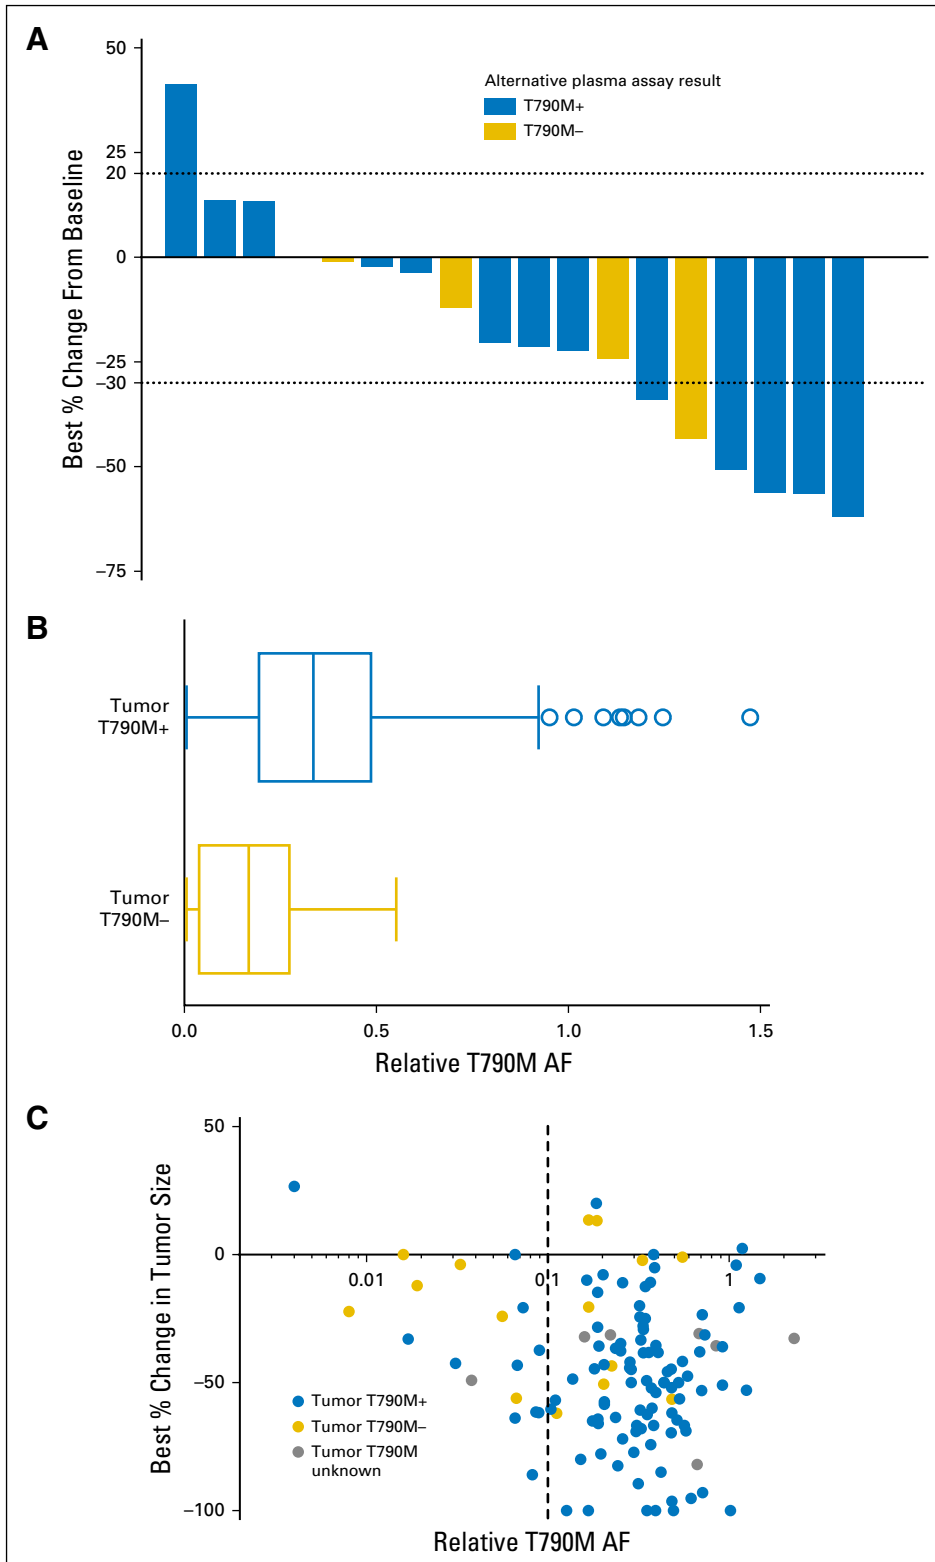 A
Best % Change From Baseline
50
25
20
0
–25
–30
–50
–75
Alternative plasma assay result
T790M+
T790M–
B
Tumor
T790M+
Tumor
T790M–
0.0
0.5
1.0
1.5
Relative T790M AF
C
Best % Change in Tumor Size
50
0
–50
–100
0.01
0.1
1
Tumor T790M+
Tumor T790M–
Tumor T790M
unknown
Relative T790M AF